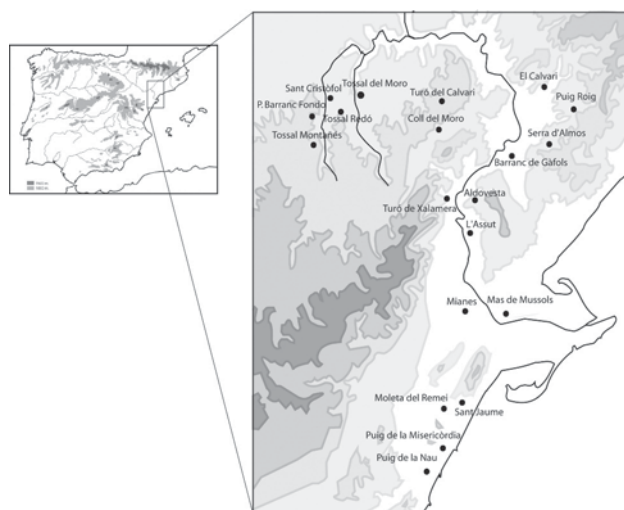 El Calvari
Sant Cristòfol
Tossal del Moro
Turó del Calvari
Puig Roig
P. Barranc Fondo
Tossal Redó
Coll del Moro
Serra d'Almos
Tossal Montañés
Barranc de Gàfols
Aldovesta
Turó de Xalamera
L'Assut
Mianes
Mas de Mussols
Moleta del Remei
Sant Jaume
Puig de la Misericòrdia
Puig de la Nau